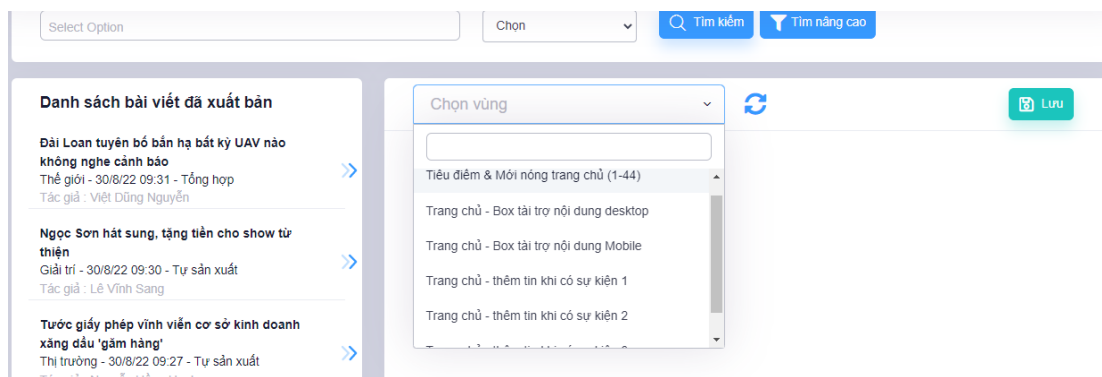 Select Option
Chọn
Tìm kiếm
Tìm nâng cao
Danh sách bài viết đã xuất bản
Đài Loan tuyên bố bắn hạ bất kỳ UAV nào
không nghe cảnh báo
Thế giới - 30/8/22 09:31 - Tổng hợp
Tác giả : Việt Dũng Nguyễn
Ngọc Sơn hát sung, tặng tiền cho show từ
thiện
Giải trí - 30/8/22 09:30 - Tự sản xuất
Tác giả : Lê Vĩnh Sang
Tước giấy phép vĩnh viễn cơ sở kinh doanh
xăng dầu 'găm hàng'
Thị trường - 30/8/22 09:27 - Tự sản xuất
Chọn vùng
Lưu
Tiêu điểm & Mới nóng trang chủ (1-44)
Trang chủ - Box tài trợ nội dung desktop
Trang chủ - Box tài trợ nội dung Mobile
Trang chủ - thêm tin khi có sự kiện 1
Trang chủ - thêm tin khi có sự kiện 2